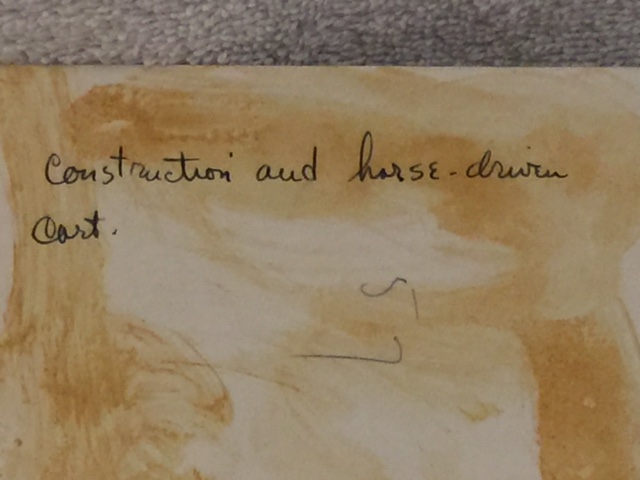 Construction and horse-driven
Cart.